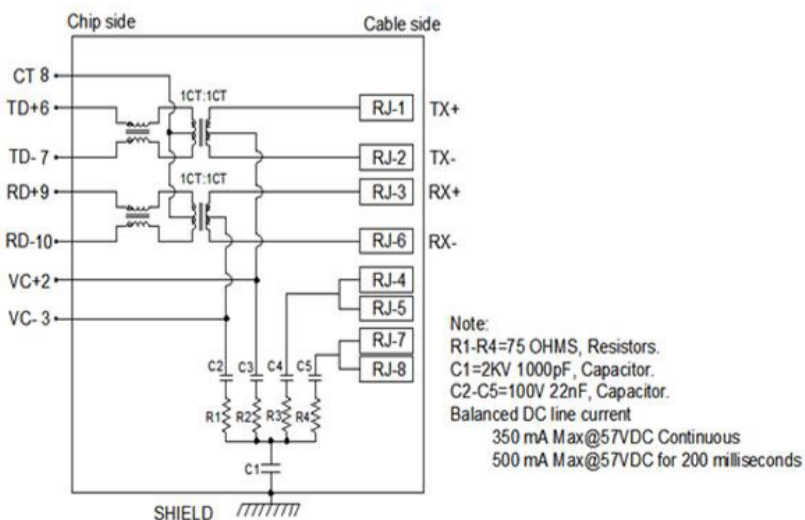 Chip side
Cable side
CT 8
TD+6
1CT:1CT
RJ-1 TX+
TD- 7
RJ-2 TX-
1CT:1CT
RD+9
RJ-3 RX+
RD-10
RJ-6 RX-
VC+2
RJ-4
RJ-5
VC- 3
RJ-7
RJ-8
C2 C3 C4 C5
R1 R2 R3 R4
C1
SHIELD
Note:
R1-R4=75 OHMS, Resistors.
C1=2KV 1000pF, Capacitor.
C2-C5=100V 22nF, Capacitor.
Balanced DC line current
350 mA Max@57VDC Continuous
500 mA Max@57VDC for 200 milliseconds